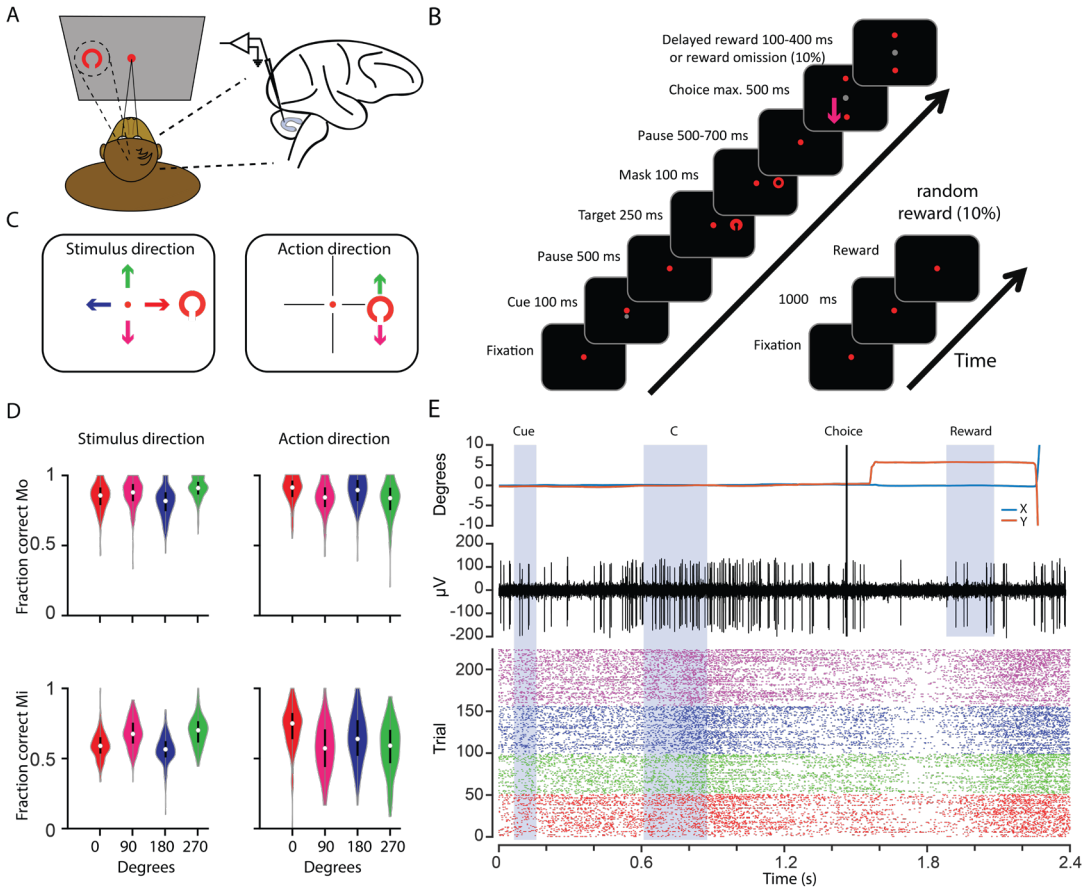 A
B
Delayed reward 100-400 ms
or reward omission (10%)
Choice max. 500 ms
Pause 500-700 ms
Mask 100 ms
Target 250 ms
Pause 500 ms
Cue 100 ms
Fixation
random
reward (10%)
Reward
1000 ms
Fixation
Time
C
Stimulus direction
Action direction
D
Stimulus direction
Action direction
Fraction correct Mo
1
0.5
0
Fraction correct Mi
1
0.5
0
0 90 180 270
Degrees
0 90 180 270
Degrees
E
Cue
C
Choice
Reward
Degrees
10
5
0
-5
-10
X
Y
µV
200
100
0
-100
-200
Trial
200
150
100
50
0
0 0.6 1.2 1.8 2.4
Time (s)